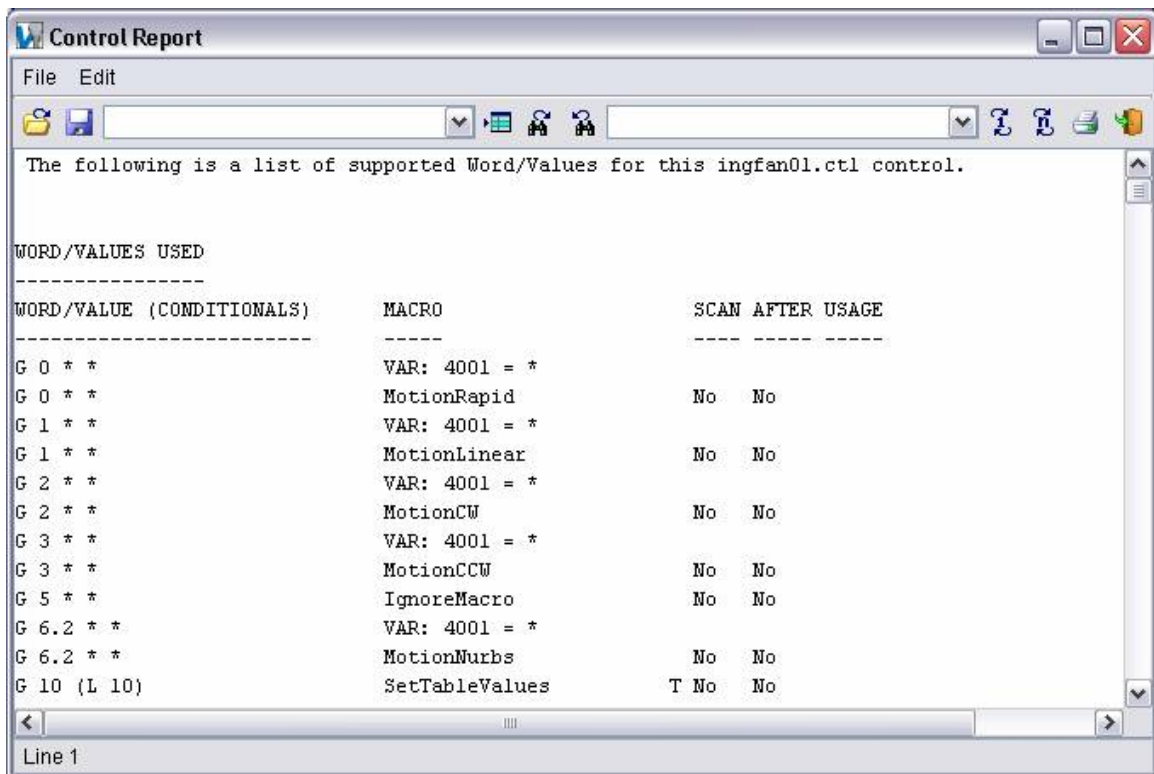 Control Report
File Edit
The following is a list of supported Word/Values for this ingfan01.ctl control.
WORD/VALUES USED
----------------
WORD/VALUE (CONDITIONALS) MACRO SCAN AFTER USAGE
------------------------- ----- ---- ----- -----
G 0 * * VAR: 4001 = *
G 0 * * MotionRapid No No
G 1 * * VAR: 4001 = *
G 1 * * MotionLinear No No
G 2 * * VAR: 4001 = *
G 2 * * MotionCW No No
G 3 * * VAR: 4001 = *
G 3 * * MotionCCW No No
G 5 * * IgnoreMacro No No
G 6.2 * * VAR: 4001 = *
G 6.2 * * MotionNurbs No No
G 10 (L 10) SetTableValues T No No
Line 1